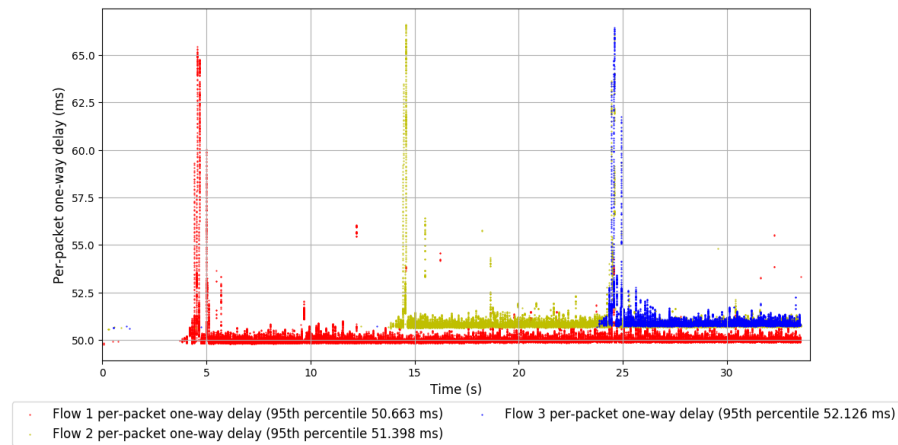 Per-packet one-way delay (ms)
65.0
62.5
60.0
57.5
55.0
52.5
50.0
0
5
10
15
20
25
30
Time (s)
Flow 1 per-packet one-way delay (95th percentile 50.663 ms)
Flow 2 per-packet one-way delay (95th percentile 51.398 ms)
Flow 3 per-packet one-way delay (95th percentile 52.126 ms)